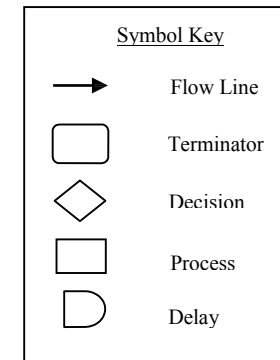 Symbol Key
Flow Line
Terminator
Decision
Process
Delay